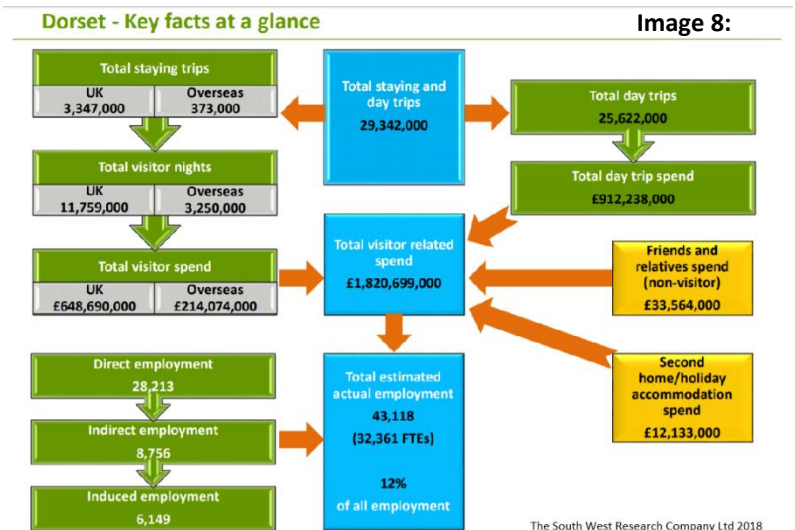 Dorset - Key facts at a glance
Image 8:
Total staying trips
UK
3,347,000
Overseas
373,000
Total visitor nights
UK
11,759,000
Overseas
3,250,000
Total visitor spend
UK
£648,690,000
Overseas
£214,074,000
Direct employment
28,213
Indirect employment
8,756
Induced employment
6,149
Total staying and
day trips
29,342,000
Total visitor related
spend
£1,820,699,000
Total estimated
actual employment
43,118
(32,361 FTEs)
12%
of all employment
Total day trips
25,622,000
Total day trip spend
£912,238,000
Friends and
relatives spend
(non-visitor)
£33,564,000
Second
home/holiday
accommodation
spend
£12,133,000
The South West Research Company Ltd 2018